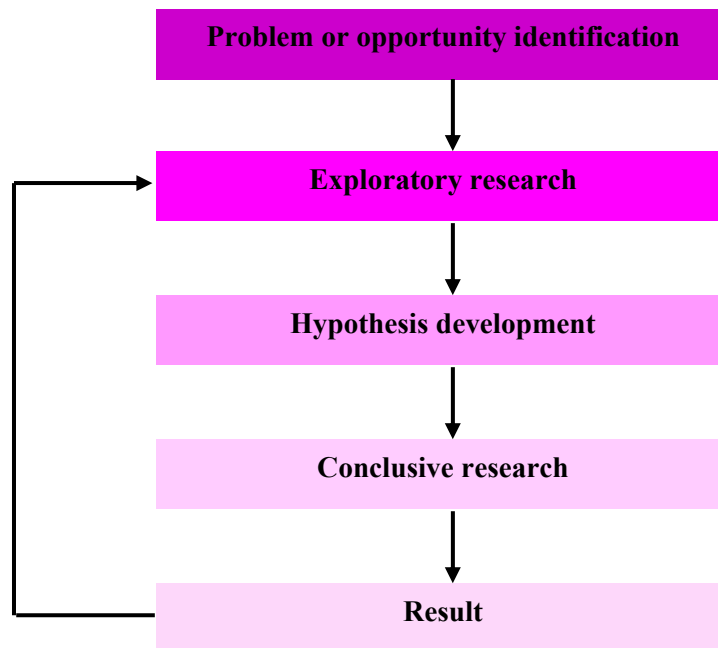 Problem or opportunity identification
Exploratory research
Hypothesis development
Conclusive research
Result